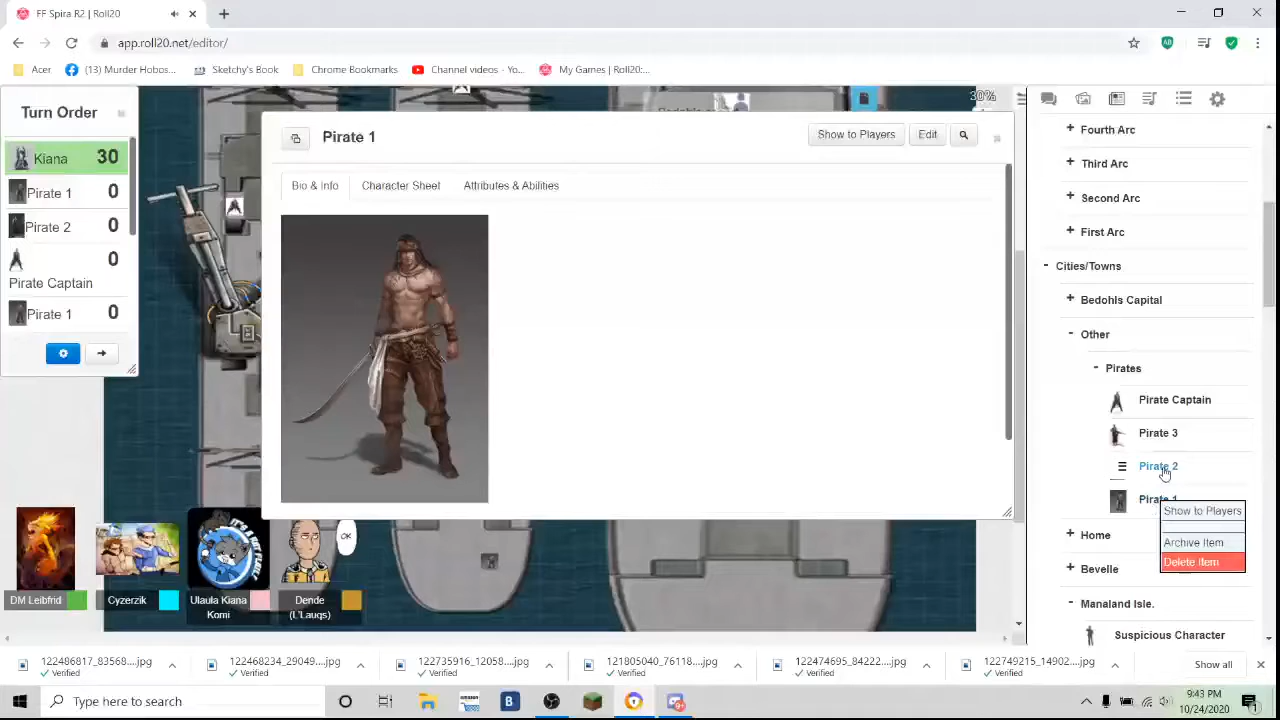 FF Spira R2 | Roll20
app.roll20.net/editor/
Acer
(13) Murder Hobos...
Sketchy's Book
Chrome Bookmarks
Channel videos - Yo...
My Games | Roll20:...
Turn Order
Kiana 30
Pirate 1 0
Pirate 2 0
0
Pirate Captain
Pirate 1 0
30%
Pirate 1
Show to Players
Edit
Bio & Info
Character Sheet
Attributes & Abilities
Fourth Arc
Third Arc
Second Arc
First Arc
Cities/Towns
Bedohls Capital
Other
Pirates
Pirate Captain
Pirate 3
Pirate 2
Pirate 1
Show to Players
Archive Item
Delete Item
Home
Bevelle
Manaland Isle.
Suspicious Character
IT'S
OK
DM Leibfrid
Cyzerzik
Ulaula Kiana
Komi
Dende
(L'Laugs)
122486817_83568....jpg
Verified
122468234_29049....jpg
Verified
122735916_12058....jpg
Verified
121805040_76118....jpg
Verified
122474695_84222....jpg
Verified
122749215_14902....jpg
Verified
Show all
Type here to search
amazon
B
9:43 PM
10/24/2020